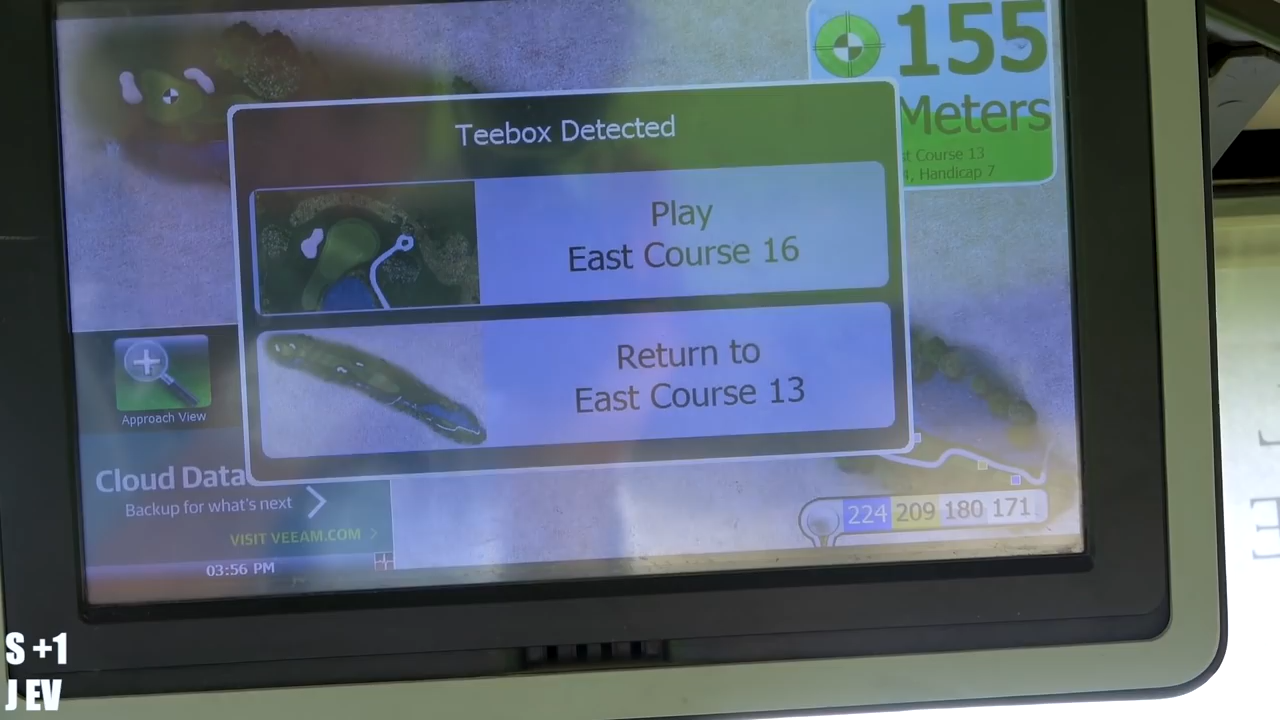 155
Meters
Course 13
Handicap 7
Teebox Detected
Play
East Course 16
Return to
East Course 13
Approach View
Cloud Data
Backup for what's next
VISIT VEEAM.COM
03:56 PM
224 209 180 171
S +1
J EV